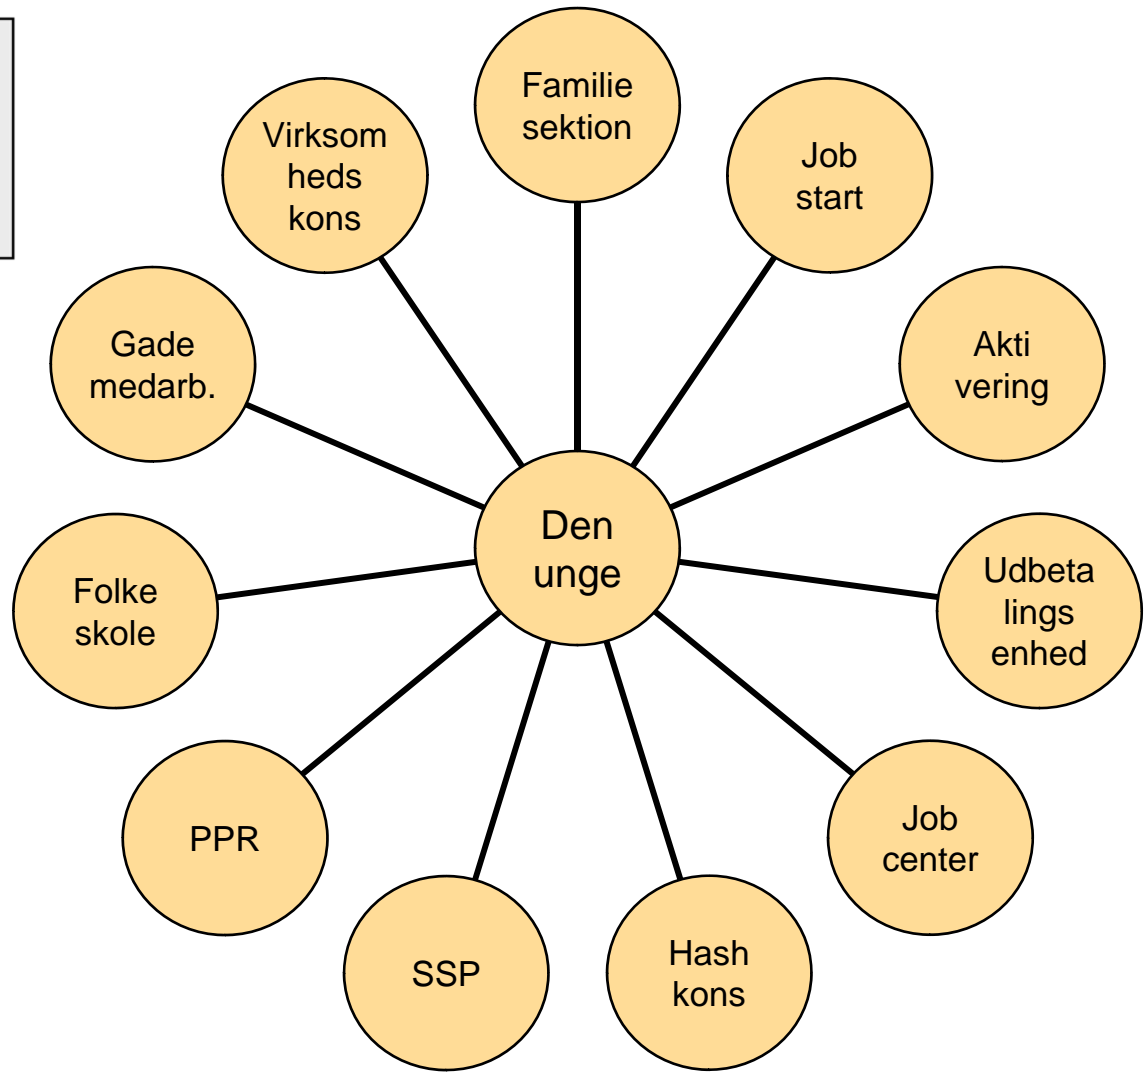 Familie
sektion
Job
start
Akti
vering
Udbeta
lings
enhed
Job
center
Hash
kons
SSP
PPR
Folke
skole
Gade
medarb.
Virksom
heds
kons
Den
unge